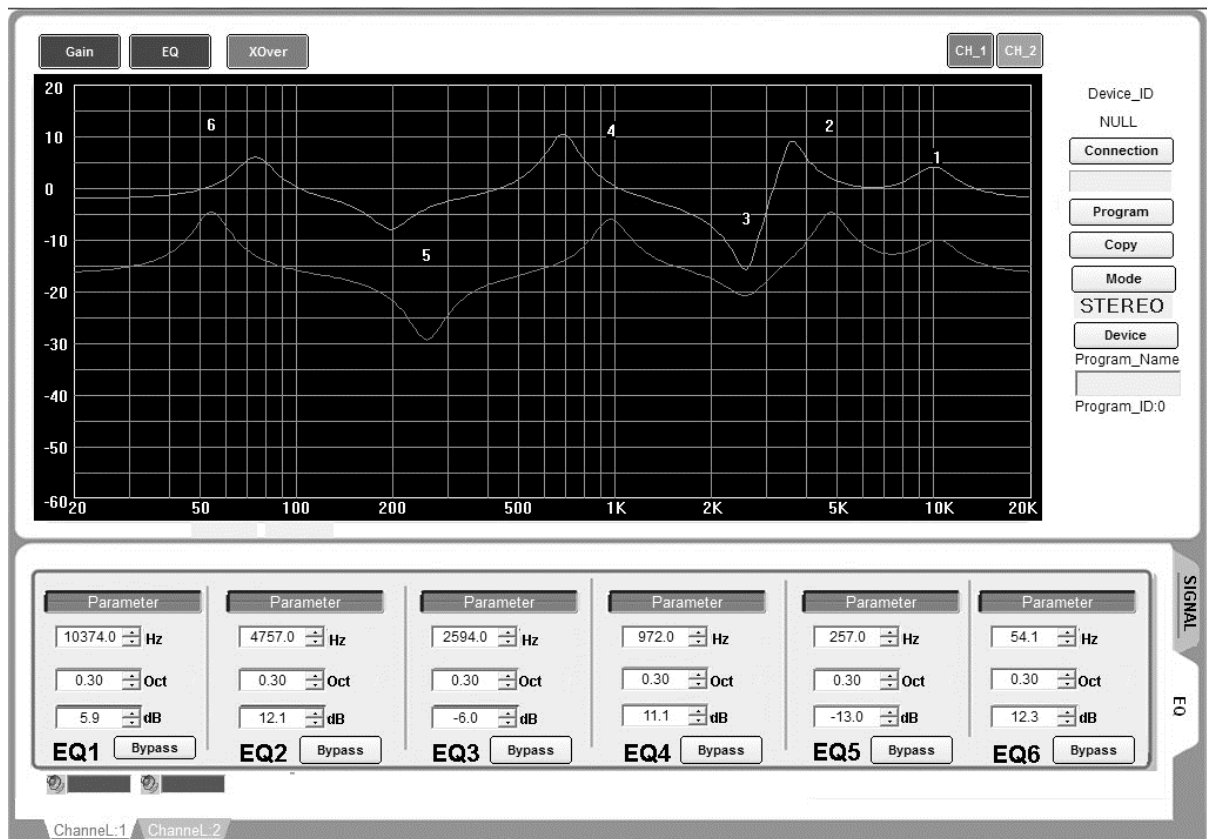 Gain EQ XOver CH_1 CH_2
20
10
0
-10
-20
-30
-40
-50
-60
6 4 2 1
3
5
20 50 100 200 500 1K 2K 5K 10K 20K
Device_ID
NULL
Connection
Program
Copy
Mode
STEREO
Device
Program_Name
Program_ID:0
Parameter Parameter Parameter Parameter Parameter Parameter
10374.0 Hz 4757.0 Hz 2594.0 Hz 972.0 Hz 257.0 Hz 54.1 Hz
0.30 Oct 0.30 Oct 0.30 Oct 0.30 Oct 0.30 Oct 0.30 Oct
5.9 dB 12.1 dB -6.0 dB 11.1 dB -13.0 dB 12.3 dB
EQ1 Bypass EQ2 Bypass EQ3 Bypass EQ4 Bypass EQ5 Bypass EQ6 Bypass
SIGNAL
EQ
ChanneL:1 ChanneL:2